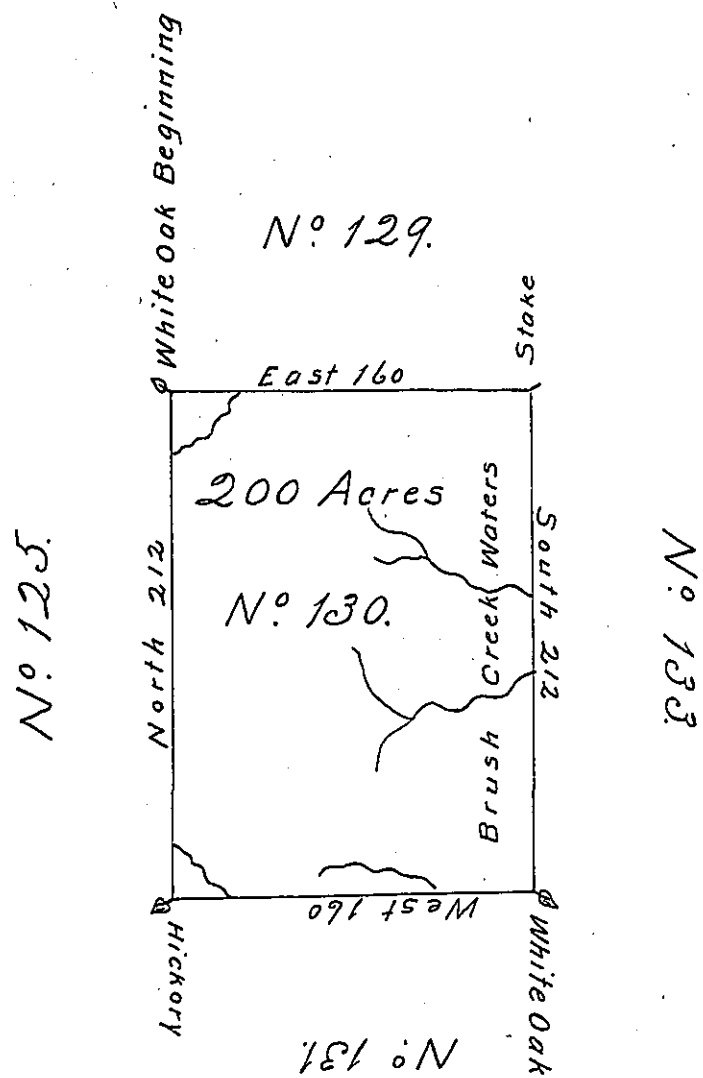 White Oak Beginning
Nº 129.
Stake
East 160
200 Acres
Nº 130.
Brush Creek Waters
South 212
Nº 133.
North 212
Nº 125.
West 160
Hickory
White Oak
Nº 131.